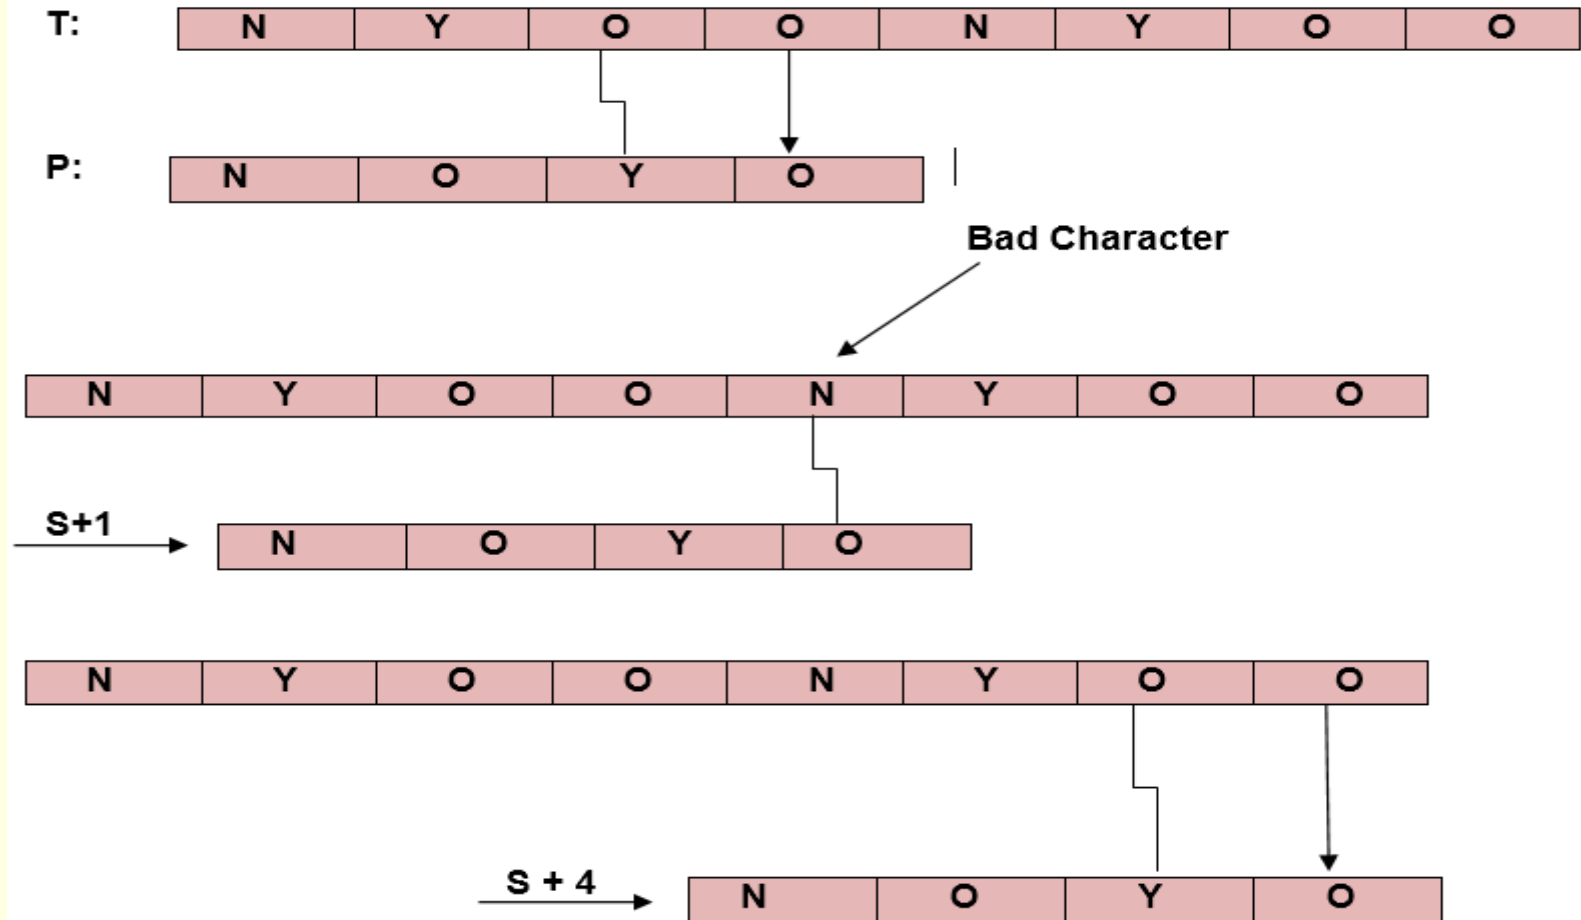 T: N Y O O N Y O O
P: N O Y O
Bad Character
N Y O O N Y O O
S+1 N O Y O
N Y O O N Y O O
S + 4 N O Y O